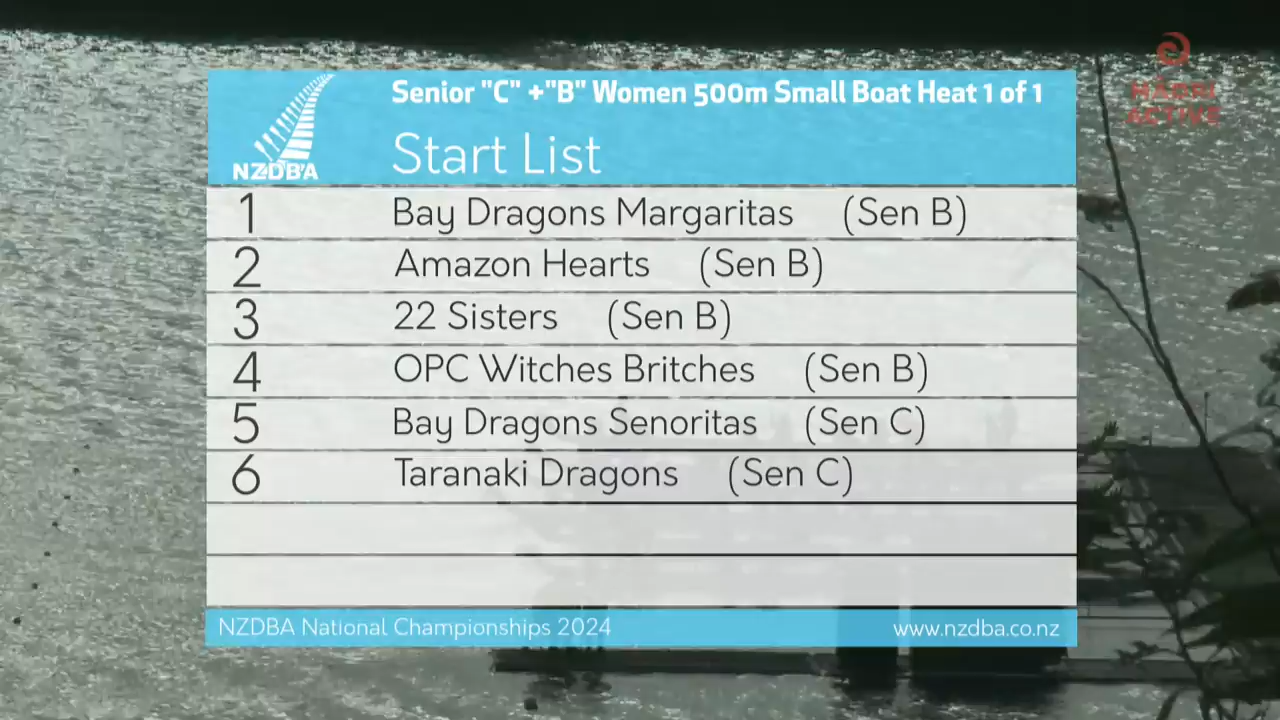 MĀORI
ACTIVE
NZDBA
Senior "C" +"B" Women 500m Small Boat Heat 1 of 1
Start List
1 Bay Dragons Margaritas (Sen B)
2 Amazon Hearts (Sen B)
3 22 Sisters (Sen B)
4 OPC Witches Britches (Sen B)
5 Bay Dragons Senoritas (Sen C)
6 Taranaki Dragons (Sen C)
NZDBA National Championships 2024 www.nzdba.co.nz